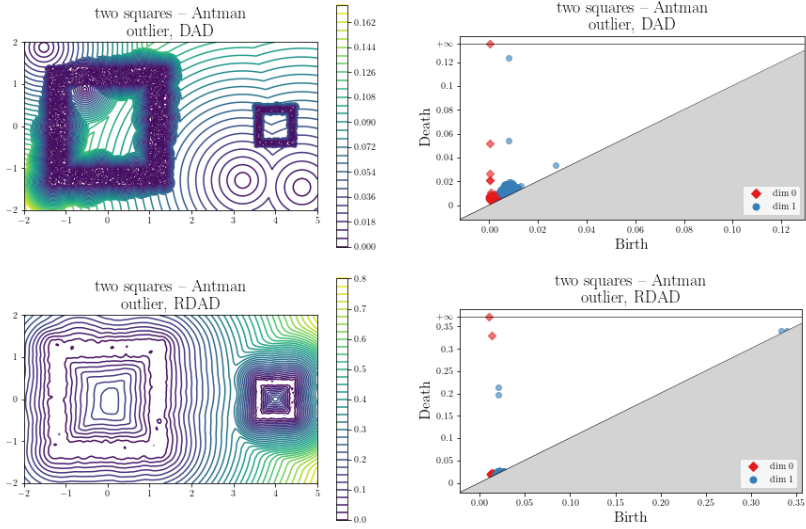 two squares – Antman
outlier, DAD
2
1
0
−1
−2
−2 −1 0 1 2 3 4 5
0.162
0.144
0.126
0.108
0.090
0.072
0.054
0.036
0.018
0.000
two squares – Antman
outlier, DAD
Death
+∞
0.12
0.1
0.08
0.06
0.04
0.02
0
dim 0
dim 1
0.00 0.02 0.04 0.06 0.08 0.10 0.12
Birth
two squares – Antman
outlier, RDAD
2
1
0
−1
−2
−2 −1 0 1 2 3 4 5
0.8
0.7
0.6
0.5
0.4
0.3
0.2
0.1
0.0
two squares – Antman
outlier, RDAD
Death
+∞
0.35
0.3
0.25
0.2
0.15
0.1
0.05
0
dim 0
dim 1
0.00 0.05 0.10 0.15 0.20 0.25 0.30 0.35
Birth